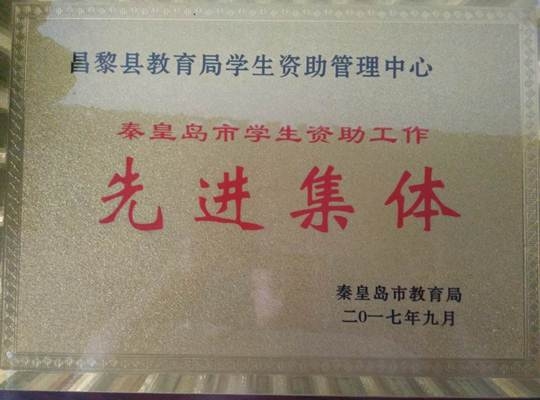 昌黎县教育局学生资助管理中心
秦皇岛市学生资助工作
先进集体
秦皇岛市教育局
二0一七年九月